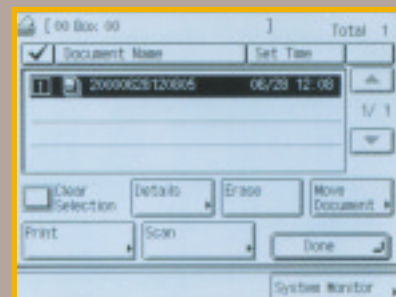 [ 00 Box: 00 ] Total 1
Document Name Set Time
1 20000628120805 06/28 12:08
1/ 1
Clear Selection Details Erase Move Document
Print Scan Done
System Monitor